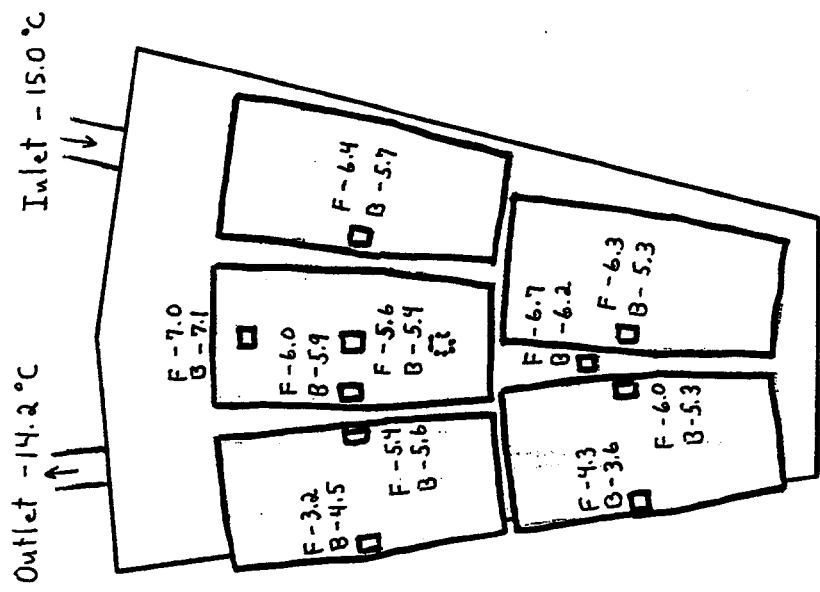 Outlet -14.2 °C
Inlet -15.0 °C
F -3.2
B -4.5
F -5.4
B -5.6
F -7.0
B -7.1
F -6.0
B -5.9
F -5.6
B -5.4
F -6.4
B -5.7
F -4.3
B -3.6
F -6.0
B -5.3
F -6.7
B -6.2
F -6.3
B -5.3